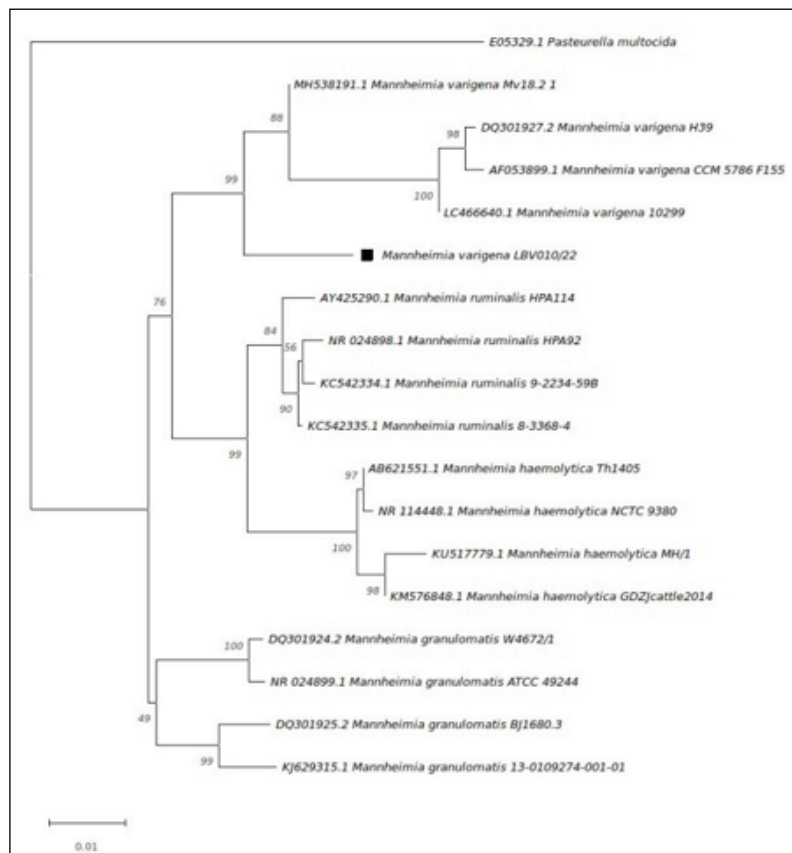 E05329.1 Pasteurella multocida
MH538191.1 Mannheimia varigena Mv18.2 1
88
98
DQ301927.2 Mannheimia varigena H39
AF053899.1 Mannheimia varigena CCM 5786 F155
99
100
LC466640.1 Mannheimia varigena 10299
Mannheimia varigena LBV010/22
76
AY425290.1 Mannheimia ruminalis HPA114
84
56
NR 024898.1 Mannheimia ruminalis HPA92
KC542334.1 Mannheimia ruminalis 9-2234-59B
90
KC542335.1 Mannheimia ruminalis 8-3368-4
99
AB621551.1 Mannheimia haemolytica Th1405
97
NR 114448.1 Mannheimia haemolytica NCTC 9380
100
KU517779.1 Mannheimia haemolytica MH/1
98
KM576848.1 Mannheimia haemolytica GDZJcattle2014
DQ301924.2 Mannheimia granulomatis W4672/1
100
NR 024899.1 Mannheimia granulomatis ATCC 49244
49
DQ301925.2 Mannheimia granulomatis BJ1680.3
99
KJ629315.1 Mannheimia granulomatis 13-0109274-001-01
0.01